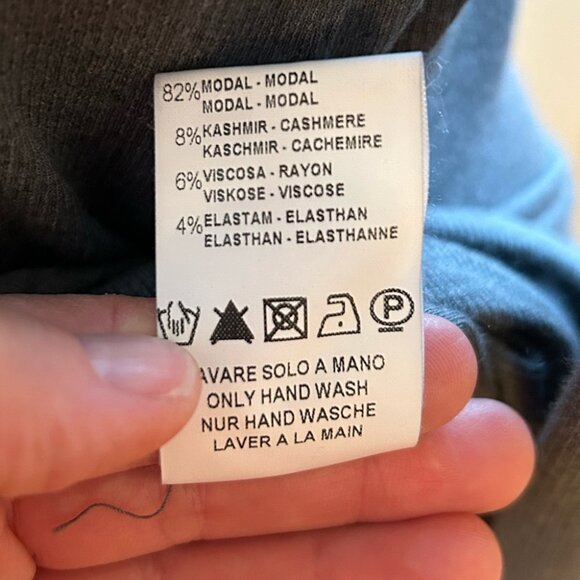 82% MODAL - MODAL
MODAL - MODAL
8% KASHMIR - CASHMERE
KASCHMIR - CACHEMIRE
6% VISCOSA - RAYON
VISKOSE - VISCOSE
4% ELASTAM - ELASTHAN
ELASTHAN - ELASTHANNE
P
AVARE SOLO A MANO
ONLY HAND WASH
NUR HAND WASCHE
LAVER A LA MAIN